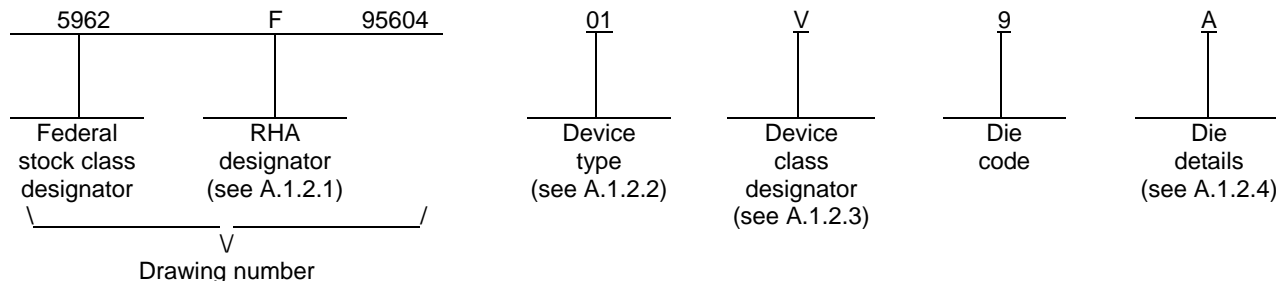 5962 F 95604 01 V 9 A
Federal RHA Device Device Die Die
stock class designator type class code details
designator (see A.1.2.1) (see A.1.2.2) designator (see A.1.2.4)
(see A.1.2.3)
\ /
\/
Drawing number